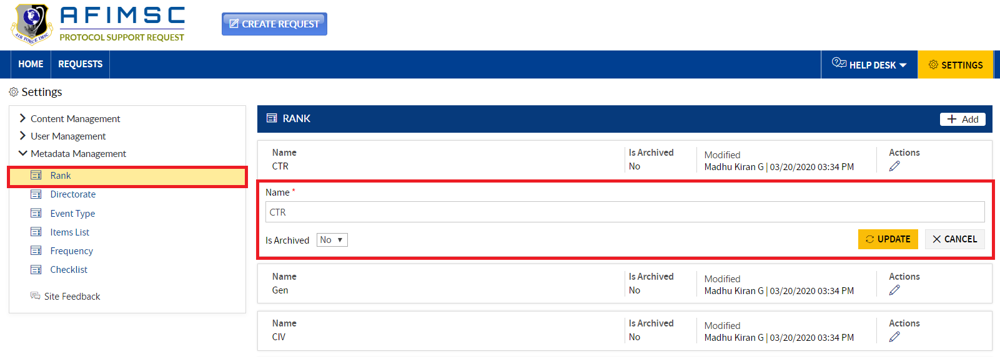 AFIMSC
PROTOCOL SUPPORT REQUEST
AIR FORCE IMSC
CREATE REQUEST
HOME REQUESTS HELP DESK SETTINGS
Settings
Content Management
User Management
Metadata Management
Rank
Directorate
Event Type
Items List
Frequency
Checklist
Site Feedback
RANK + Add
Name Is Archived Modified Actions
CTR No Madhu Kiran G | 03/20/2020 03:34 PM
Name *
CTR
Is Archived No UPDATE CANCEL
Name Is Archived Modified Actions
Gen No Madhu Kiran G | 03/20/2020 03:34 PM
Name Is Archived Modified Actions
CIV No Madhu Kiran G | 03/20/2020 03:34 PM